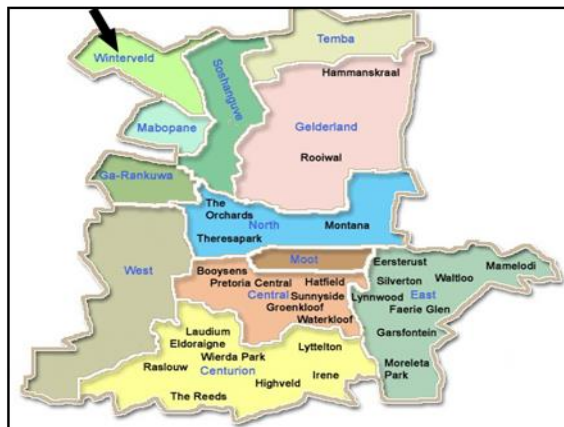 Temba
Winterveld
Hammanskraal
Soshanguve
Mabopane
Gelderland
Rooiwal
Ga-Rankuwa
The
Orchards
North
Montana
Theresapark
West
Moot
Eersterust
Mamelodi
Booysens
Pretoria Central
Hatfield
Silverton
Waltloo
Central
Sunnyside
Lynnwood
East
Groenkloof
Faerie Glen
Waterkloof
Garsfontein
Laudium
Eldoraigne
Lyttelton
Wierda Park
Raslouw
Centurion
Moreleta
Park
Highveld
Irene
The Reeds